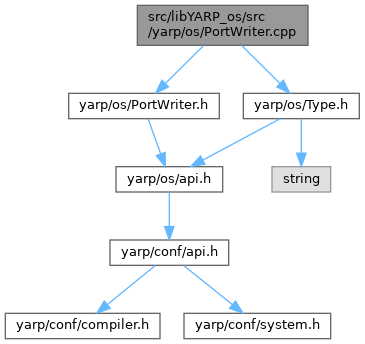 src/libYARP_os/src
/yarp/os/PortWriter.cpp
yarp/os/PortWriter.h
yarp/os/Type.h
yarp/os/api.h
string
yarp/conf/api.h
yarp/conf/compiler.h
yarp/conf/system.h